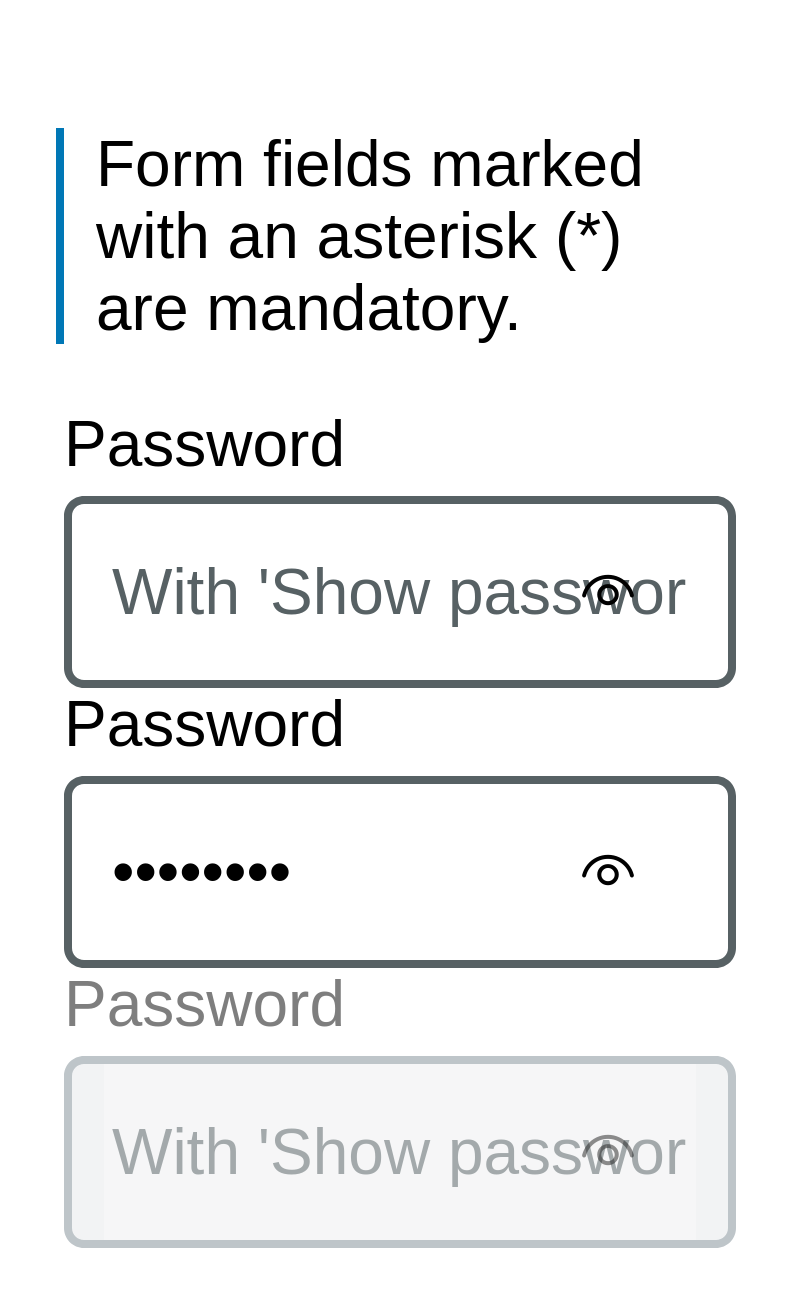 Form fields marked
with an asterisk (*)
are mandatory.
Password
With 'Show passwor
Password
••••••••
Password
With 'Show passwor